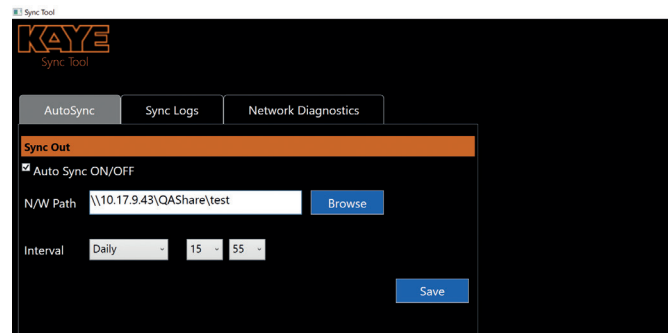 Sync Tool
KAYE
Sync Tool
AutoSync Sync Logs Network Diagnostics
Sync Out
Auto Sync ON/OFF
N/W Path \\10.17.9.43\QAShare\test Browse
Interval Daily 15 55
Save